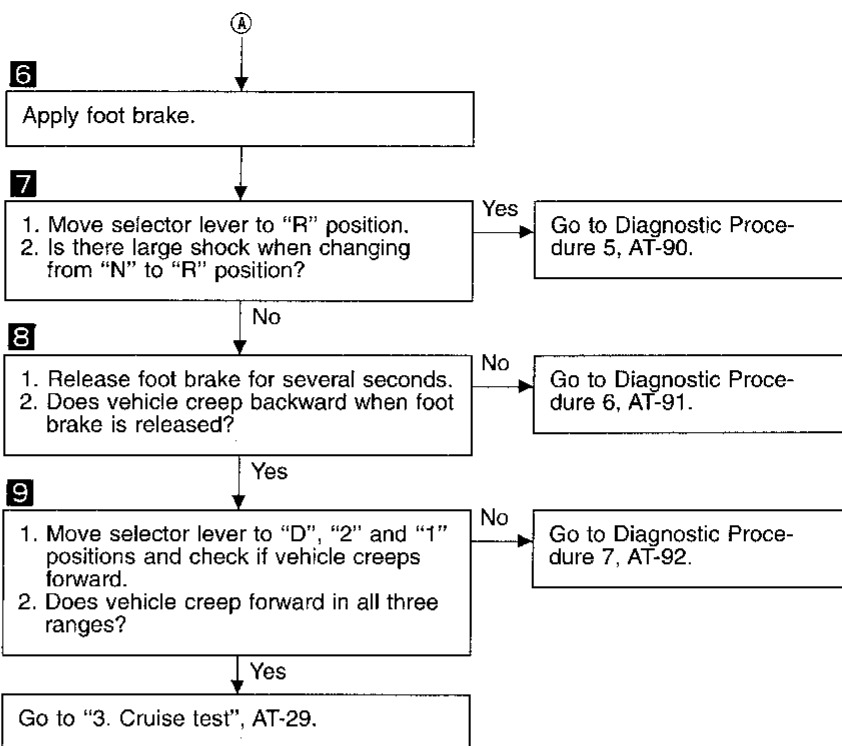 A
6
Apply foot brake.
7
1. Move selector lever to “R” position.
2. Is there large shock when changing
from “N” to “R” position?
Yes
Go to Diagnostic Proce-
dure 5, AT-90.
No
8
1. Release foot brake for several seconds.
2. Does vehicle creep backward when foot
brake is released?
No
Go to Diagnostic Proce-
dure 6, AT-91.
Yes
9
1. Move selector lever to “D”, “2” and “1”
positions and check if vehicle creeps
forward.
2. Does vehicle creep forward in all three
ranges?
No
Go to Diagnostic Proce-
dure 7, AT-92.
Yes
Go to “3. Cruise test”, AT-29.